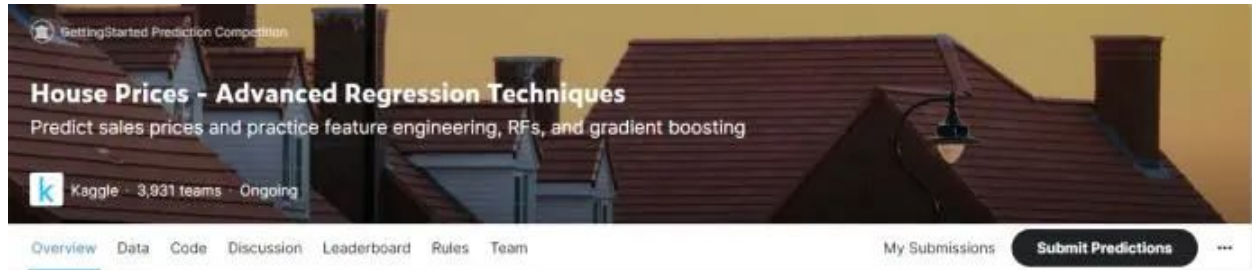 GettingStarted Prediction Competition
House Prices - Advanced Regression Techniques
Predict sales prices and practice feature engineering, RFs, and gradient boosting
k Kaggle · 3,931 teams · Ongoing
Overview Data Code Discussion Leaderboard Rules Team My Submissions Submit Predictions ...